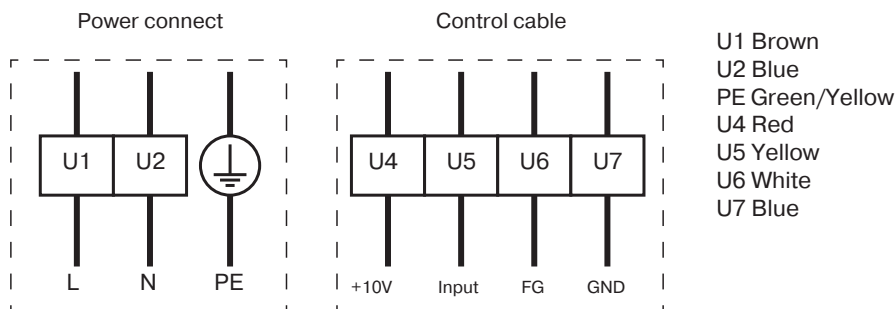 Power connect
Control cable
U1 Brown
U2 Blue
PE Green/Yellow
U4 Red
U5 Yellow
U6 White
U7 Blue
U1 U2
U4 U5 U6 U7
L N PE
+10V Input FG GND